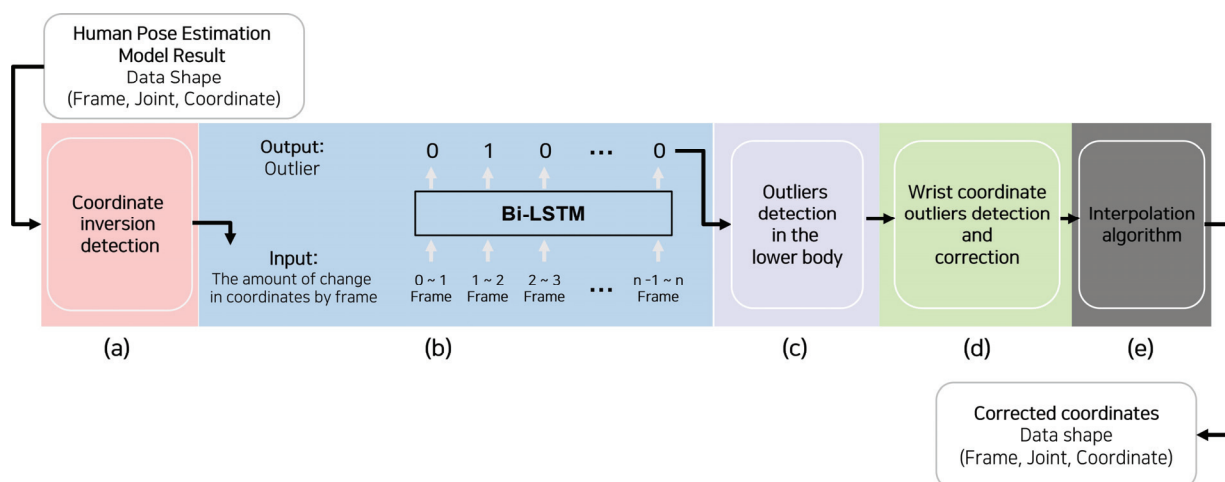 Human Pose Estimation
Model Result
Data Shape
(Frame, Joint, Coordinate)
Coordinate
inversion
detection
Output:
Outlier
0 1 0 ... 0
Bi-LSTM
Input:
The amount of change
in coordinates by frame
0 ~ 1 1 ~ 2 2 ~ 3 ... n -1 ~ n
Frame Frame Frame Frame
Outliers
detection
in the
lower body
Wrist coordinate
outliers detection
and
correction
Interpolation
algorithm
(a) (b) (c) (d) (e)
Corrected coordinates
Data shape
(Frame, Joint, Coordinate)